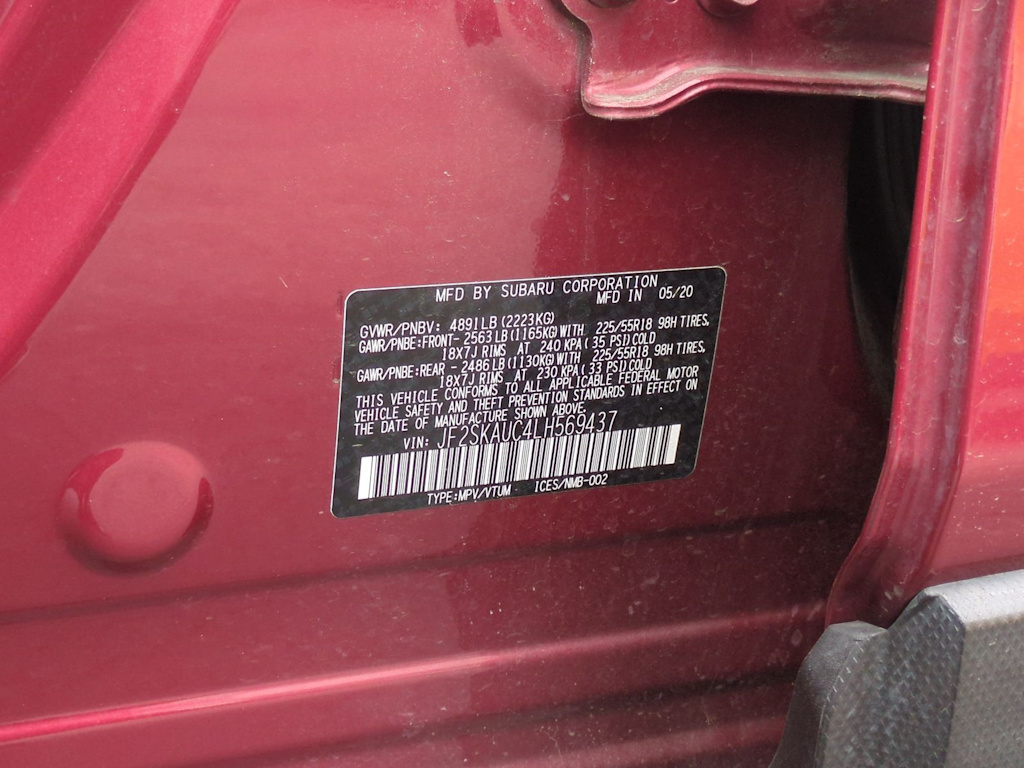 MFD BY SUBARU CORPORATION
MFD IN 05/20
GVWR/PNBV: 4891LB(2223KG)
GAWR/PNBE:FRONT-2563LB(1165KG)WITH 225/55R18 98H TIRES,
18X7J RIMS AT 240 KPA(35 PSI)COLD
GAWR/PNBE:REAR -2486LB(1130KG)WITH 225/55R18 98H TIRES,
18X7J RIMS AT 230 KPA(33 PSI)COLD
THIS VEHICLE CONFORMS TO ALL APPLICABLE FEDERAL MOTOR
VEHICLE SAFETY AND THEFT PREVENTION STANDARDS IN EFFECT ON
THE DATE OF MANUFACTURE SHOWN ABOVE.
VIN: JF2SKAUC4LH569437
TYPE:MPV/VTUM ICES/NMB-002